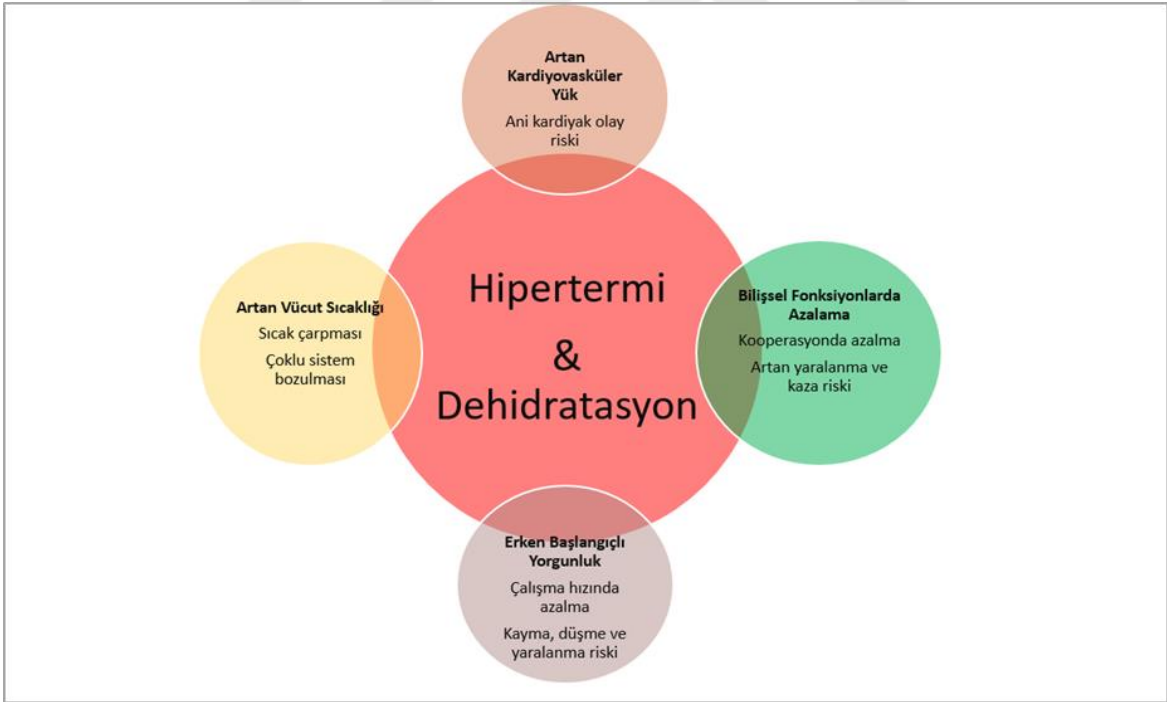 Artan
Kardiyovasküler
Yük
Ani kardiyak olay
riski
Hipertermi
&
Dehidratasyon
Artan Vücut Sıcaklığı
Sıcak çarpması
Çoklu sistem
bozulması
Bilişsel Fonksiyonlarda
Azalama
Kooperasyonda azalma
Artan yaralanma ve
kaza riski
Erken Başlangıçlı
Yorgunluk
Çalışma hızında
azalma
Kayma, düşme ve
yaralanma riski